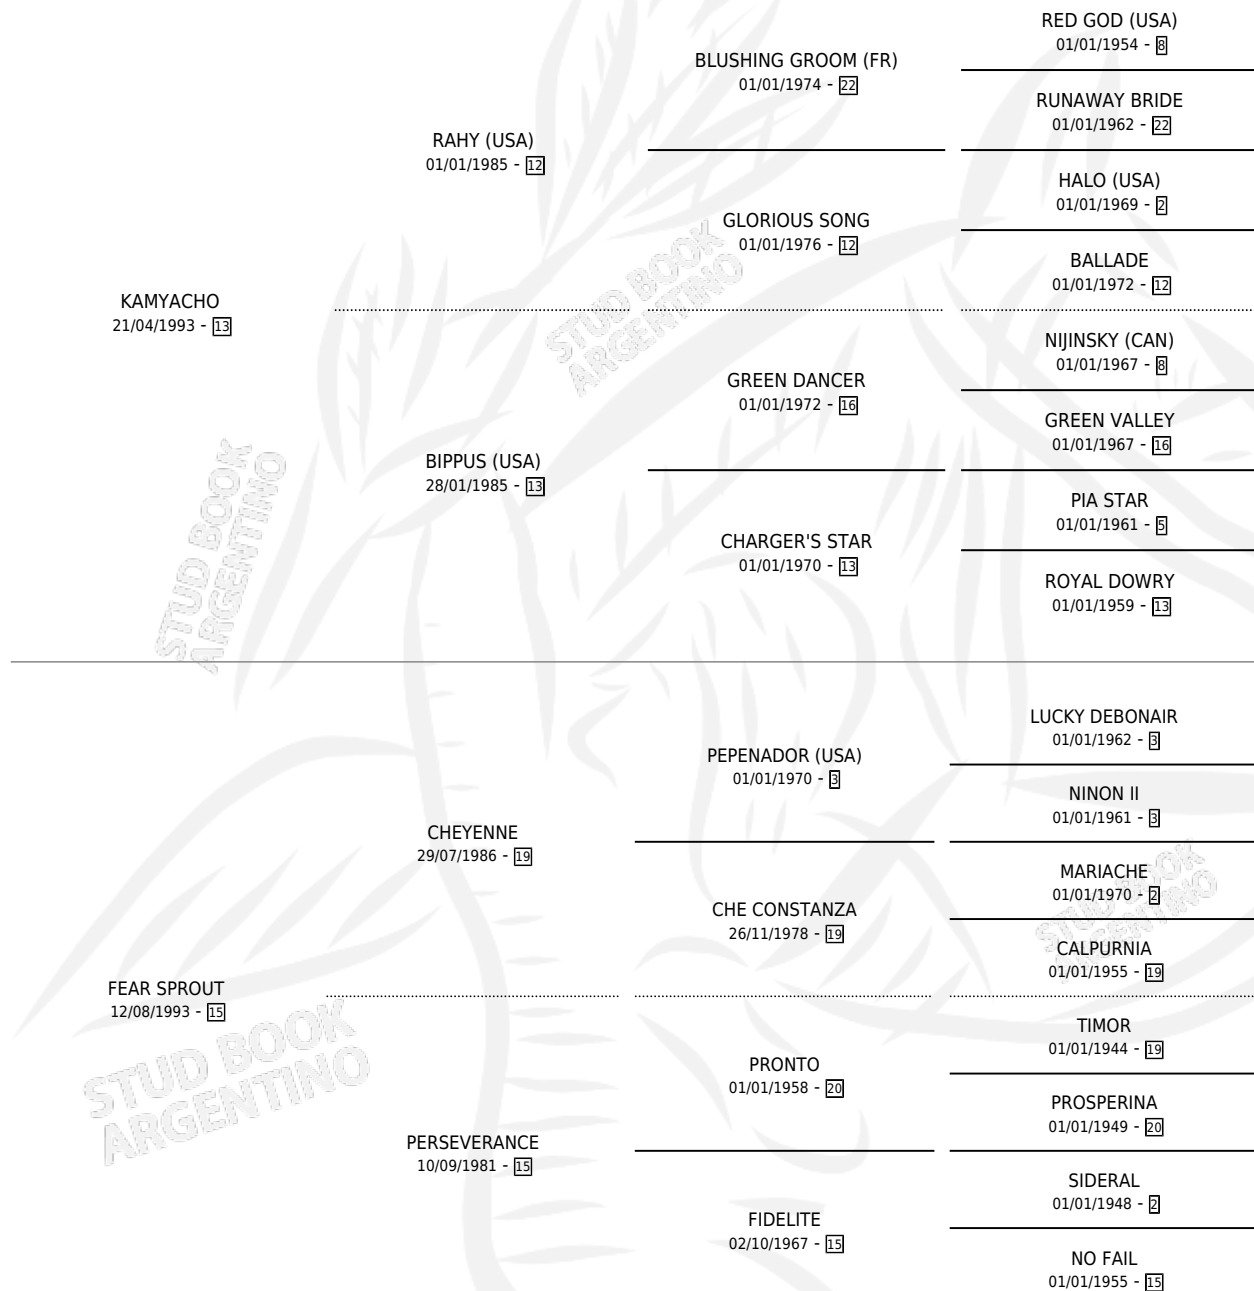 RED GOD (USA)
01/01/1954 - 8
BLUSHING GROOM (FR)
01/01/1974 - 22
RUNAWAY BRIDE
01/01/1962 - 22
RAHY (USA)
01/01/1985 - 12
HALO (USA)
01/01/1969 - 2
GLORIOUS SONG
01/01/1976 - 12
BALLADE
01/01/1972 - 12
KAMYACHO
21/04/1993 - 13
NIJINSKY (CAN)
01/01/1967 - 8
GREEN DANCER
01/01/1972 - 16
GREEN VALLEY
01/01/1967 - 16
BIPPUS (USA)
28/01/1985 - 13
PIA STAR
01/01/1961 - 5
CHARGER'S STAR
01/01/1970 - 13
ROYAL DOWRY
01/01/1959 - 13
LUCKY DEBONAIR
01/01/1962 - 3
PEPENADOR (USA)
01/01/1970 - 3
NINON II
01/01/1961 - 3
CHEYENNE
29/07/1986 - 19
MARIACHE
01/01/1970 - 2
CHE CONSTANZA
26/11/1978 - 19
CALPURNIA
01/01/1955 - 19
FEAR SPROUT
12/08/1993 - 15
TIMOR
01/01/1944 - 19
PRONTO
01/01/1958 - 20
PROSPERINA
01/01/1949 - 20
PERSEVERANCE
10/09/1981 - 15
SIDERAL
01/01/1948 - 2
FIDELITE
02/10/1967 - 15
NO FAIL
01/01/1955 - 15
STUD BOOK
ARGENTINO
STUD BOOK
ARGENTINO
STUD BOOK
ARGENTINO
STUD BOOK
ARGENTINO